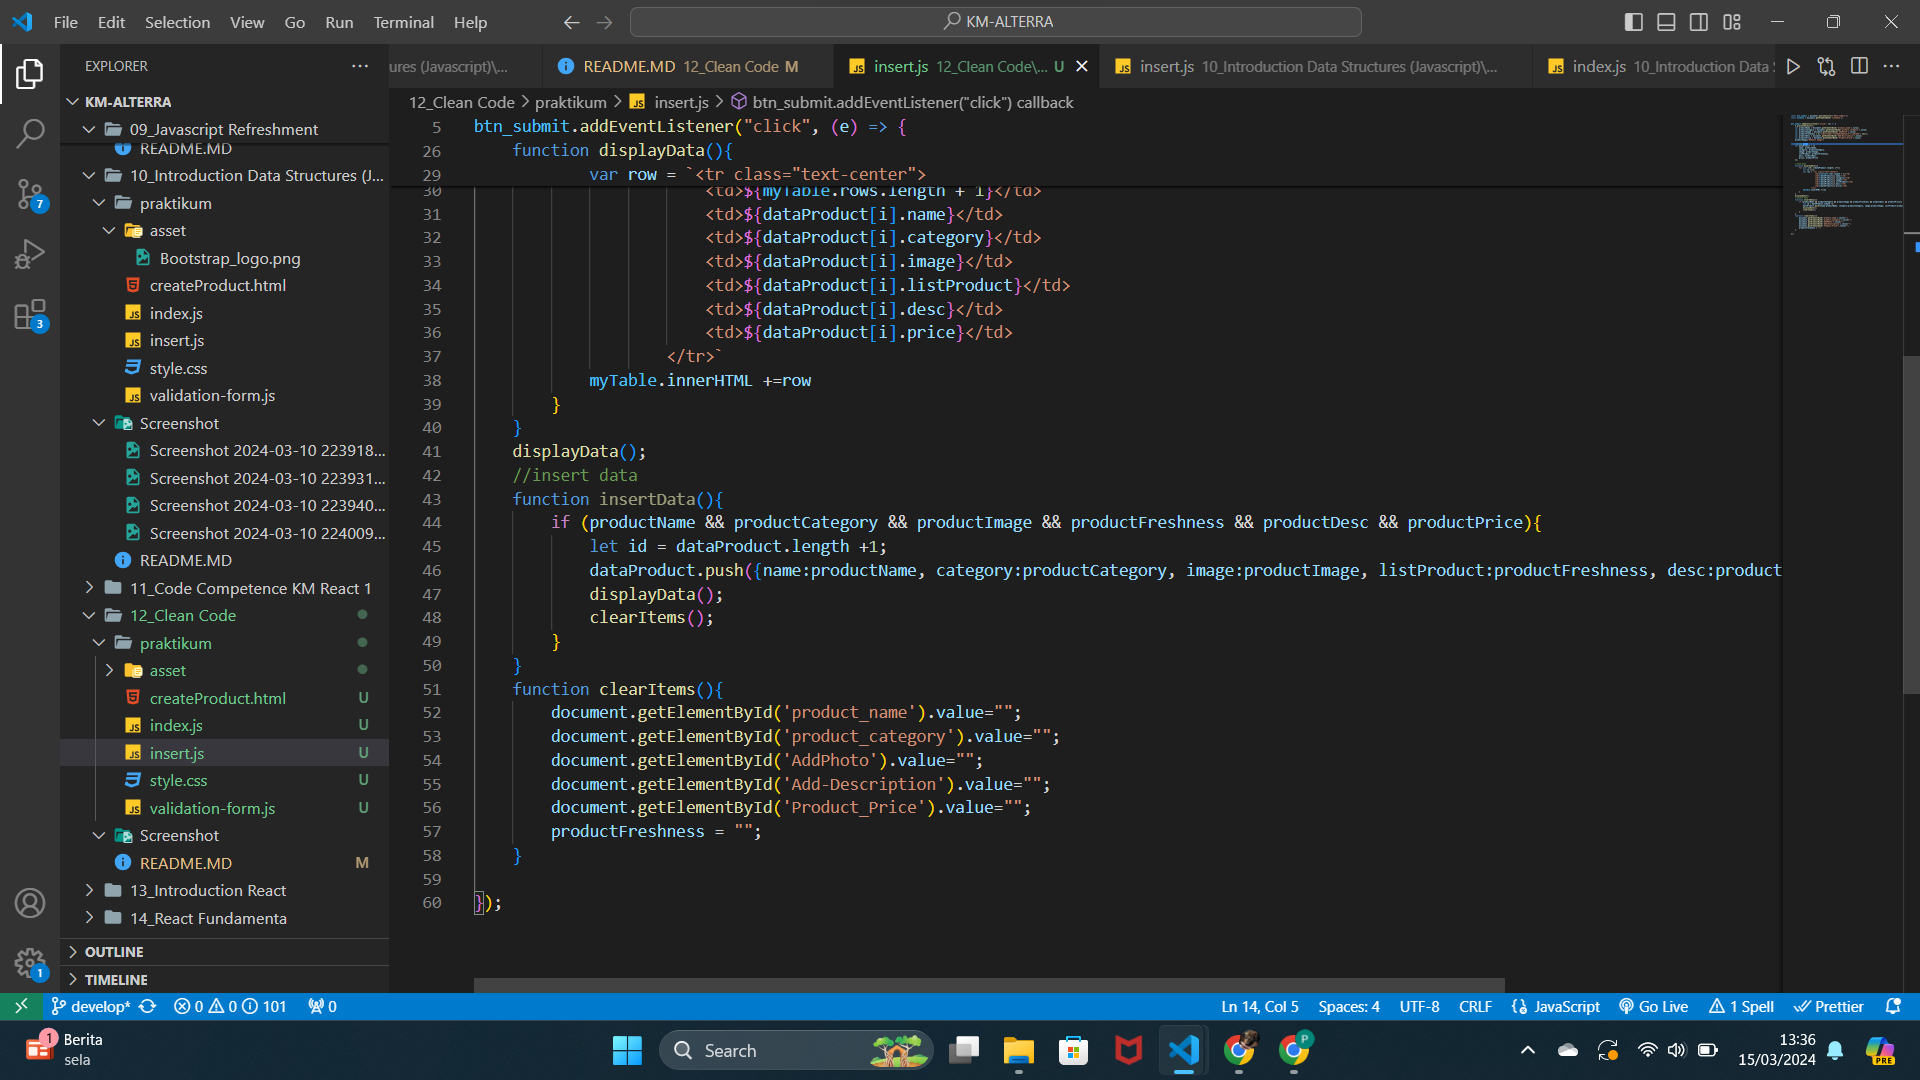 File Edit Selection View Go Run Terminal Help
KM-ALTERRA
EXPLORER
KM-ALTERRA
09_Javascript Refreshment
README.MD
10_Introduction Data Structures (J...
praktikum
asset
Bootstrap_logo.png
createProduct.html
index.js
insert.js
style.css
validation-form.js
Screenshot
Screenshot 2024-03-10 223918...
Screenshot 2024-03-10 223931...
Screenshot 2024-03-10 223940...
Screenshot 2024-03-10 224009...
README.MD
11_Code Competence KM React 1
12_Clean Code
praktikum
asset
createProduct.html U
index.js U
insert.js U
style.css U
validation-form.js U
Screenshot
README.MD M
13_Introduction React
14_React Fundamenta
OUTLINE
TIMELINE
7
3
1
ures (Javascript)\... README.MD 12_Clean Code M insert.js 12_Clean Code\... U insert.js 10_Introduction Data Structures (Javascript)\... index.js 10_Introduction Data S
12_Clean Code > praktikum > JS insert.js > btn_submit.addEventListener("click") callback
5 btn_submit.addEventListener("click", (e) => {
26 function displayData(){
29 var row = `<tr class="text-center">
30 <td>${myTable.rows.length + 1}</td>
31 <td>${dataProduct[i].name}</td>
32 <td>${dataProduct[i].category}</td>
33 <td>${dataProduct[i].image}</td>
34 <td>${dataProduct[i].listProduct}</td>
35 <td>${dataProduct[i].desc}</td>
36 <td>${dataProduct[i].price}</td>
37 </tr>`
38 myTable.innerHTML +=row
39 }
40 }
41 displayData();
42 //insert data
43 function insertData(){
44 if (productName && productCategory && productImage && productFreshness && productDesc && productPrice){
45 let id = dataProduct.length +1;
46 dataProduct.push({name:productName, category:productCategory, image:productImage, listProduct:productFreshness, desc:product
47 displayData();
48 clearItems();
49 }
50 }
51 function clearItems(){
52 document.getElementById('product_name').value="";
53 document.getElementById('product_category').value="";
54 document.getElementById('AddPhoto').value="";
55 document.getElementById('Add-Description').value="";
56 document.getElementById('Product_Price').value="";
57 productFreshness = "";
58 }
59
60 });
develop* 0 0 101 0 Ln 14, Col 5 Spaces: 4 UTF-8 CRLF JavaScript Go Live 1 Spell Prettier
1 Berita
sela
Search
P
13:36
15/03/2024
PRE